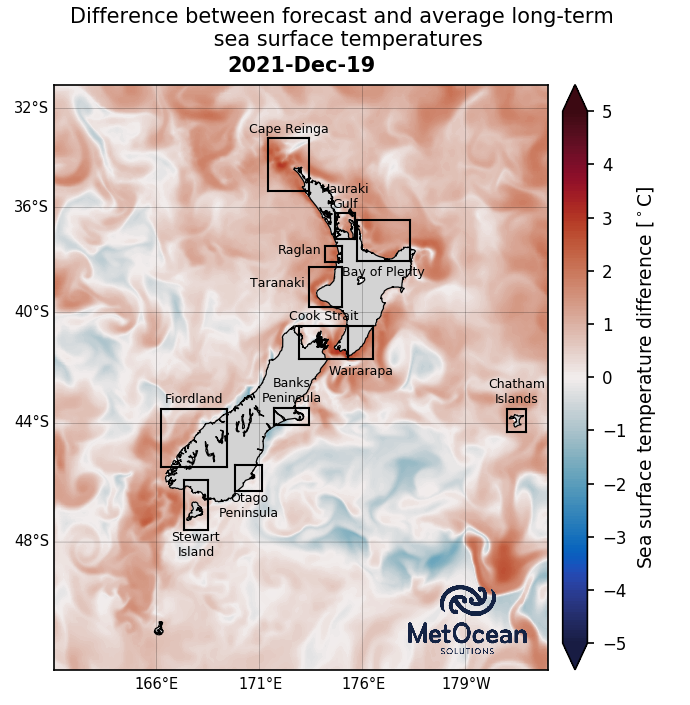 Difference between forecast and average long-term
sea surface temperatures
2021-Dec-19
32°S
36°S
40°S
44°S
48°S
166°E
171°E
176°E
179°W
Cape Reinga
Hauraki
Gulf
Raglan
Bay of Plenty
Taranaki
Cook Strait
Wairarapa
Banks
Peninsula
Fiordland
Chatham
Islands
Otago
Peninsula
Stewart
Island
MetOcean
SOLUTIONS
5
4
3
2
1
0
−1
−2
−3
−4
−5
Sea surface temperature difference [°C]